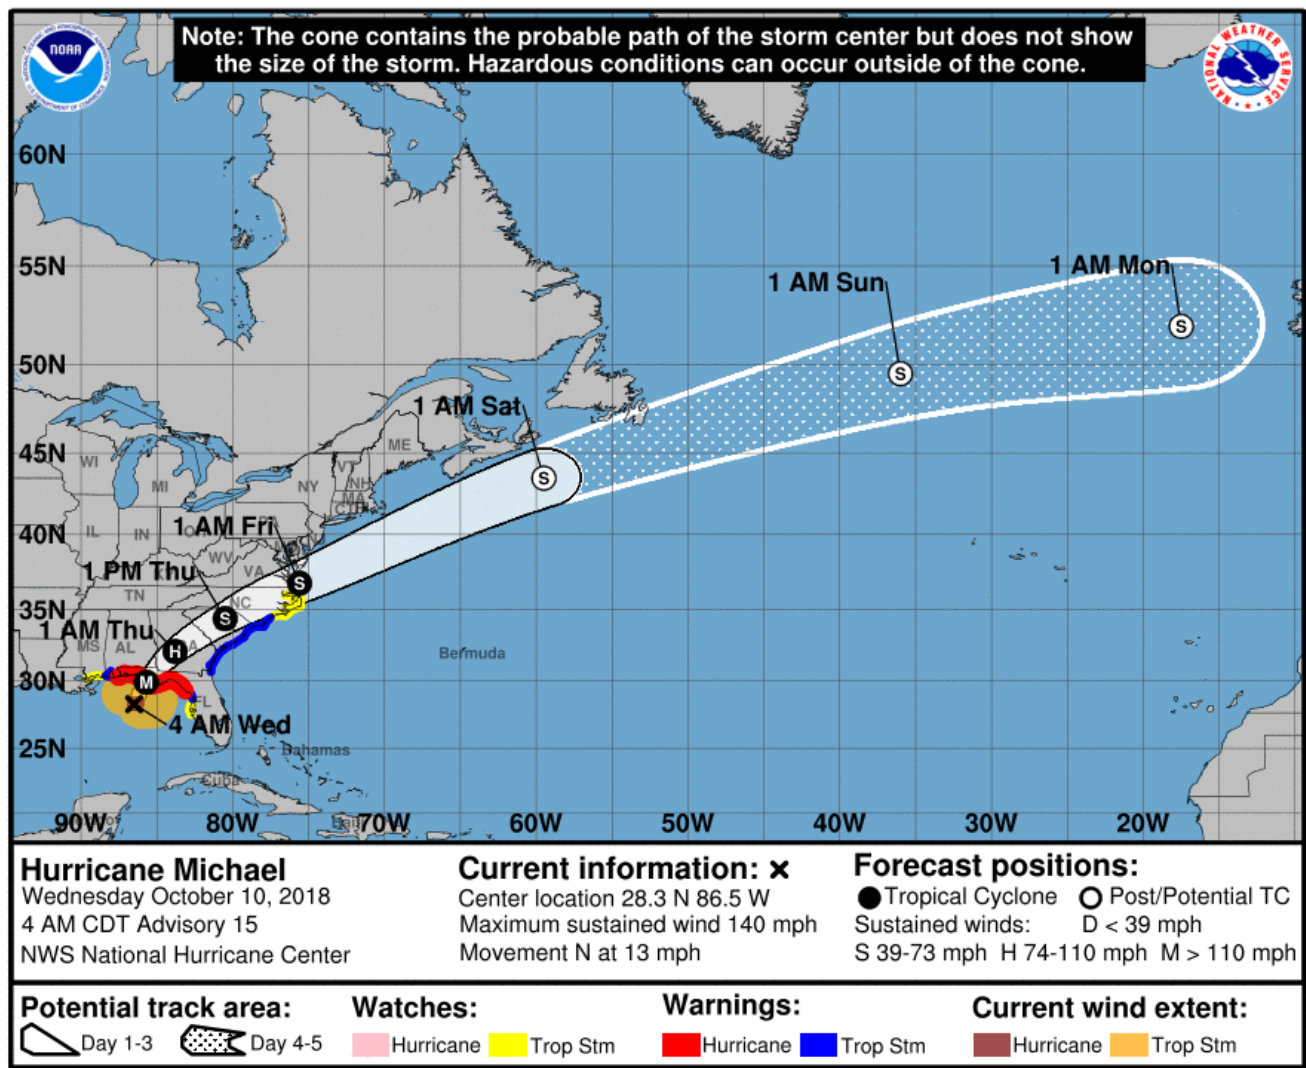 Note: The cone contains the probable path of the storm center but does not show
the size of the storm. Hazardous conditions can occur outside of the cone.
NOAA
NATIONAL WEATHER SERVICE
60N
55N
1 AM Mon
1 AM Sun
S
50N
S
1 AM Sat
45N
WI
ME
VT
MI
NY
NH
MA
S
40N
IL
IN
1 AM Fri
WV
1 PM Thu
VA
S
TN
NC
35N
S
1 AM Thu
MS
AL
H
Bermuda
30N
M
FL
4 AM Wed
25N
Bahamas
Cuba
90W
80W
70W
60W
50W
40W
30W
20W
Hurricane Michael
Wednesday October 10, 2018
4 AM CDT Advisory 15
NWS National Hurricane Center
Current information: x
Center location 28.3 N 86.5 W
Maximum sustained wind 140 mph
Movement N at 13 mph
Forecast positions:
Tropical Cyclone Post/Potential TC
Sustained winds: D < 39 mph
S 39-73 mph H 74-110 mph M > 110 mph
Potential track area:
Day 1-3 Day 4-5
Watches:
Hurricane Trop Stm
Warnings:
Hurricane Trop Stm
Current wind extent:
Hurricane Trop Stm